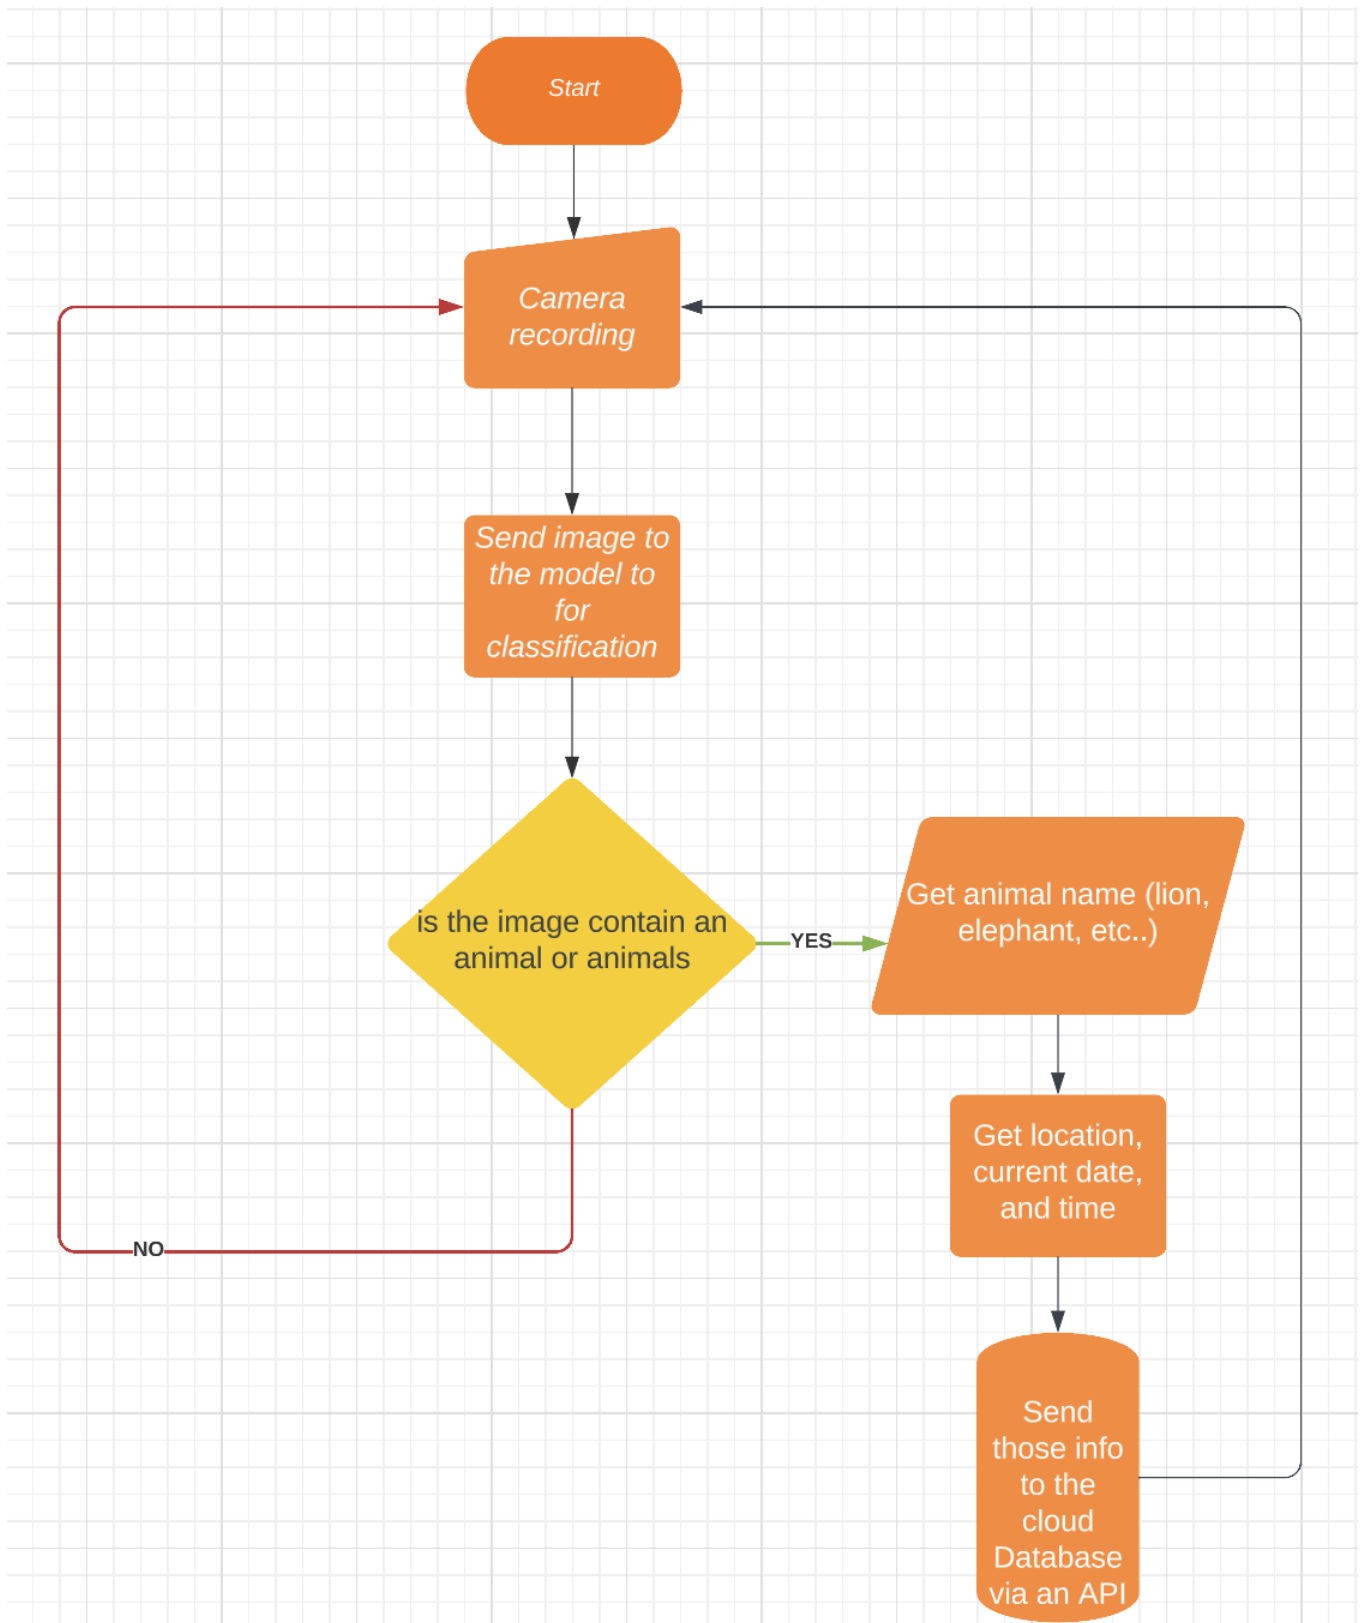 Start
Camera
recording
Send image to
the model to
for
classification
is the image contain an
animal or animals
YES
Get animal name (lion,
elephant, etc..)
Get location,
current date,
and time
NO
Send
those info
to the
cloud
Database
via an API